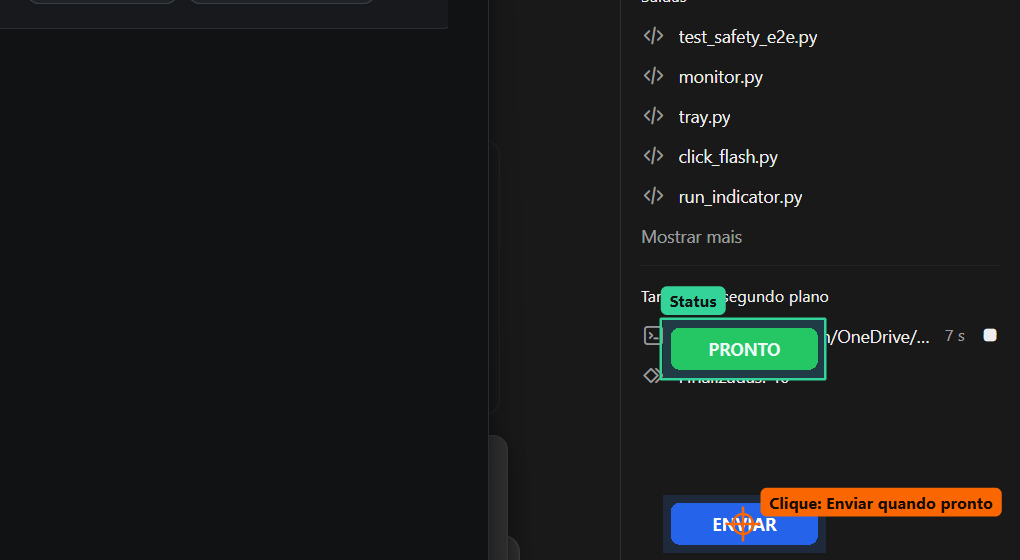 test_safety_e2e.py
monitor.py
tray.py
click_flash.py
run_indicator.py
Mostrar mais
segundo plano
Status
/OneDrive/... 7 s
PRONTO
Clique: Enviar quando pronto
ENVIAR